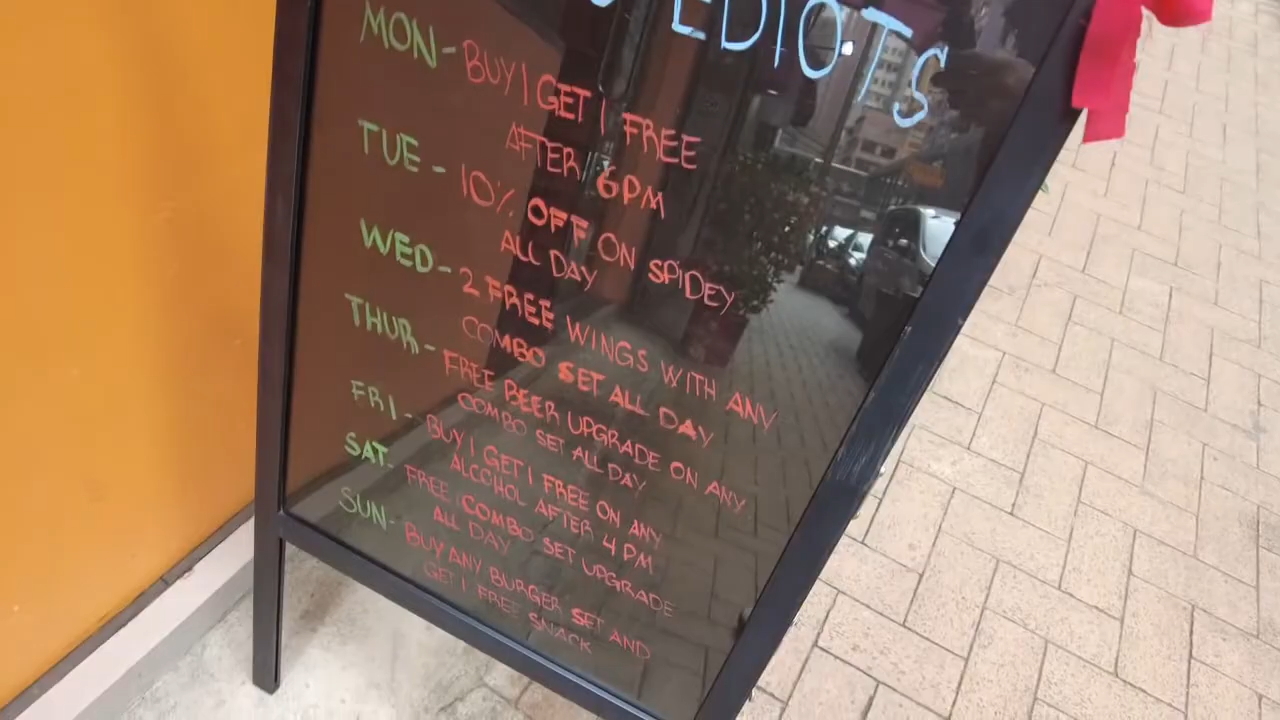 EDIOTS
MON- BUY 1 GET 1 FREE
AFTER 6PM
TUE - 10% OFF ON SPIDEY
ALL DAY
WED- 2 FREE WINGS WITH ANY
COMBO SET ALL DAY
THUR- FREE BEER UPGRADE ON ANY
COMBO SET ALL DAY
FRI- BUY 1 GET 1 FREE ON ANY
ALCOHOL AFTER 4 PM
SAT- FREE COMBO SET UPGRADE
ALL DAY
SUN- BUY ANY BURGER SET AND
GET 1 FREE SNACK